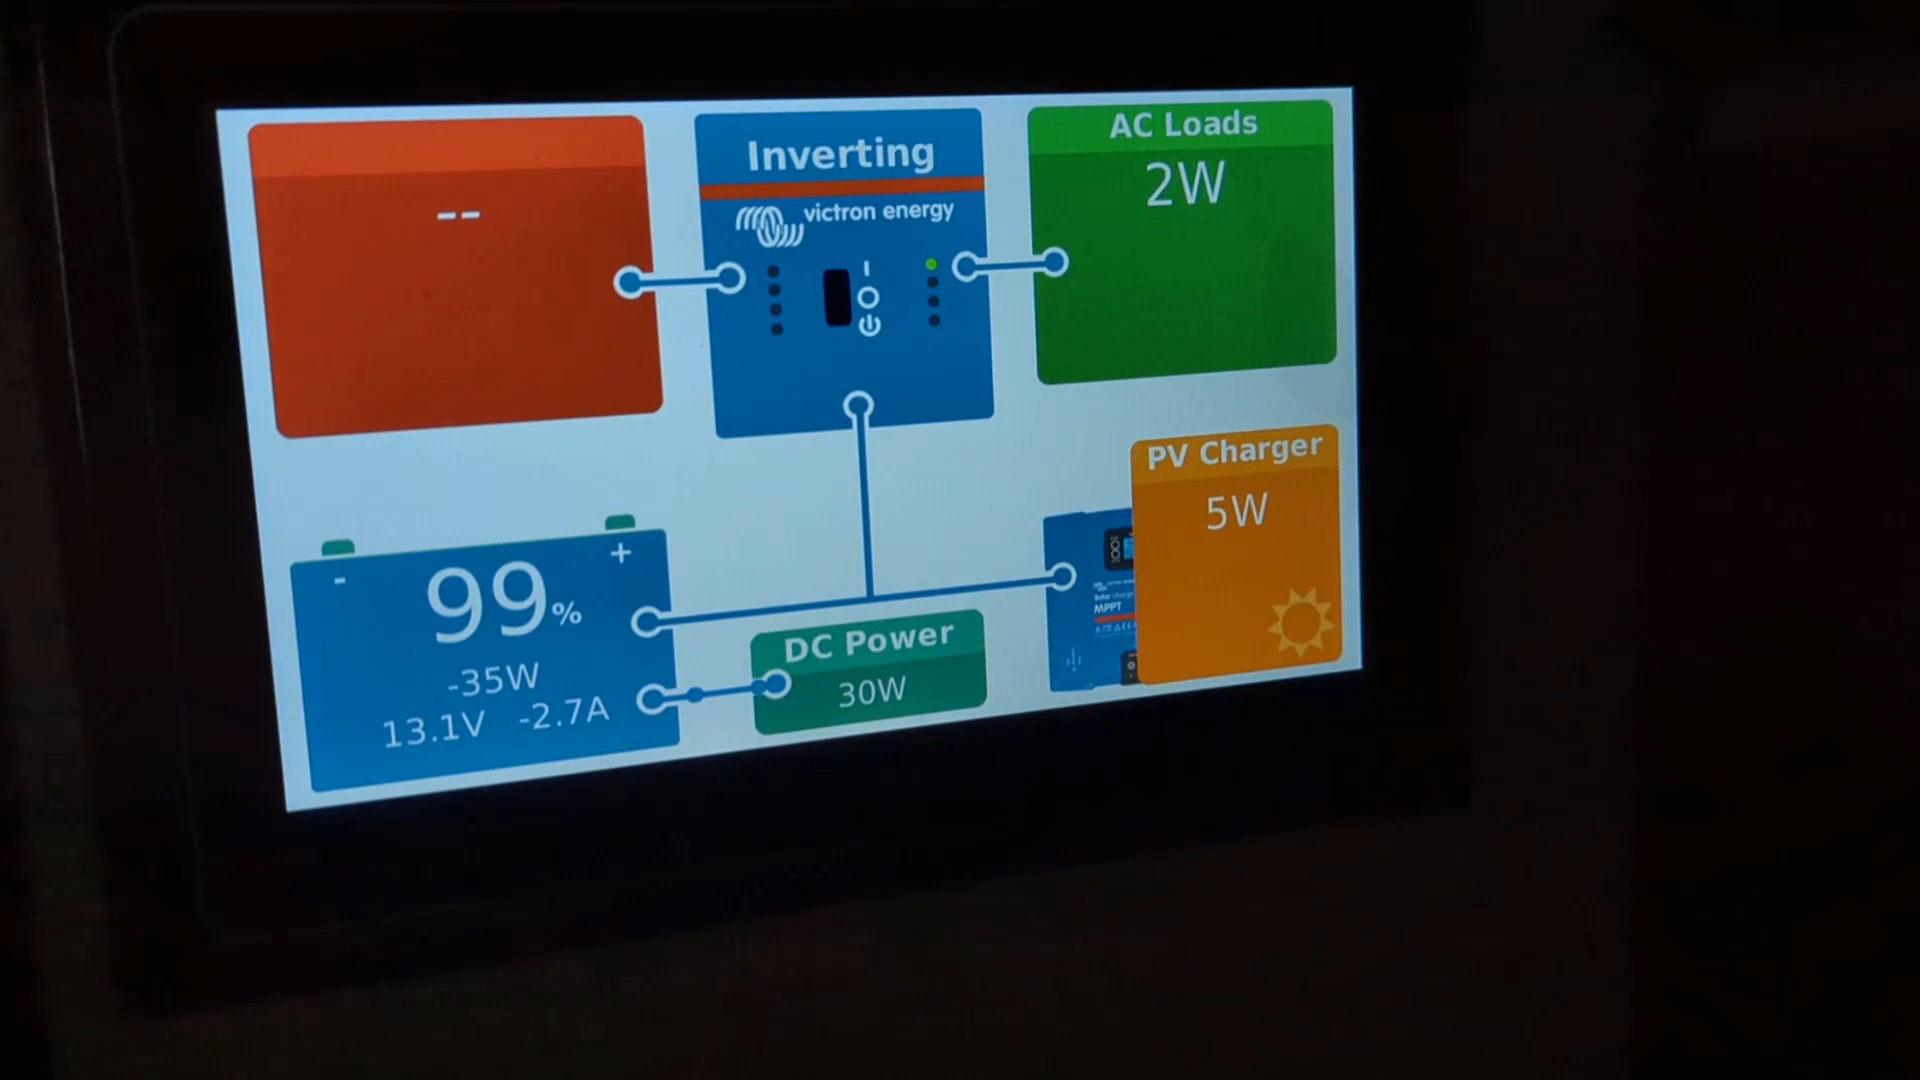 --
Inverting
victron energy
I
O
AC Loads
2W
PV Charger
5W
MPPT
- +
99%
-35W
13.1V -2.7A
DC Power
30W